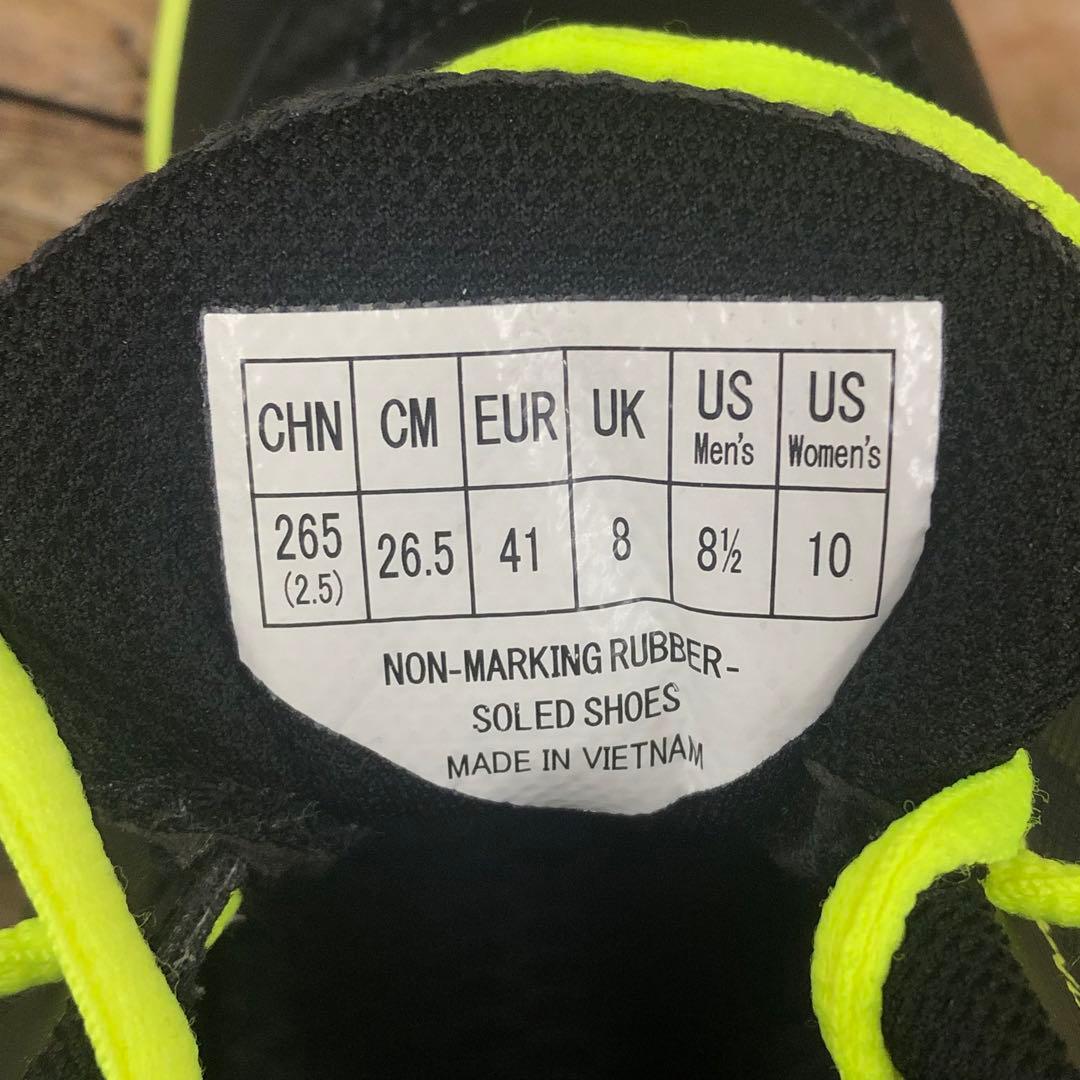 CHN CM EUR UK US Men's US Women's
265 (2.5) 26.5 41 8 8½ 10
NON-MARKING RUBBER-
SOLED SHOES
MADE IN VIETNAM